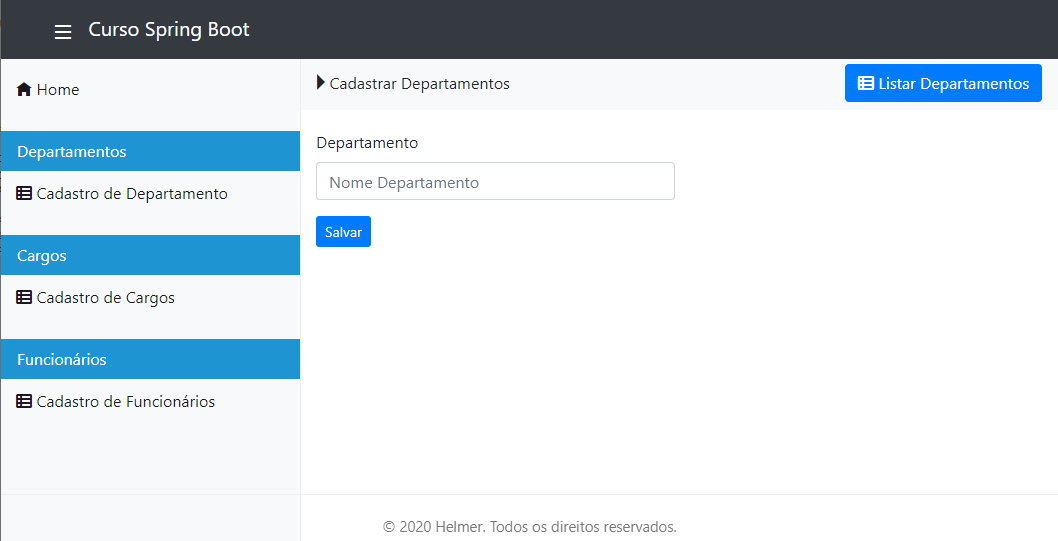 Curso Spring Boot
Home
Departamentos
Cadastro de Departamento
Cargos
Cadastro de Cargos
Funcionários
Cadastro de Funcionários
Cadastrar Departamentos
Listar Departamentos
Departamento
Nome Departamento
Salvar
© 2020 Helmer. Todos os direitos reservados.